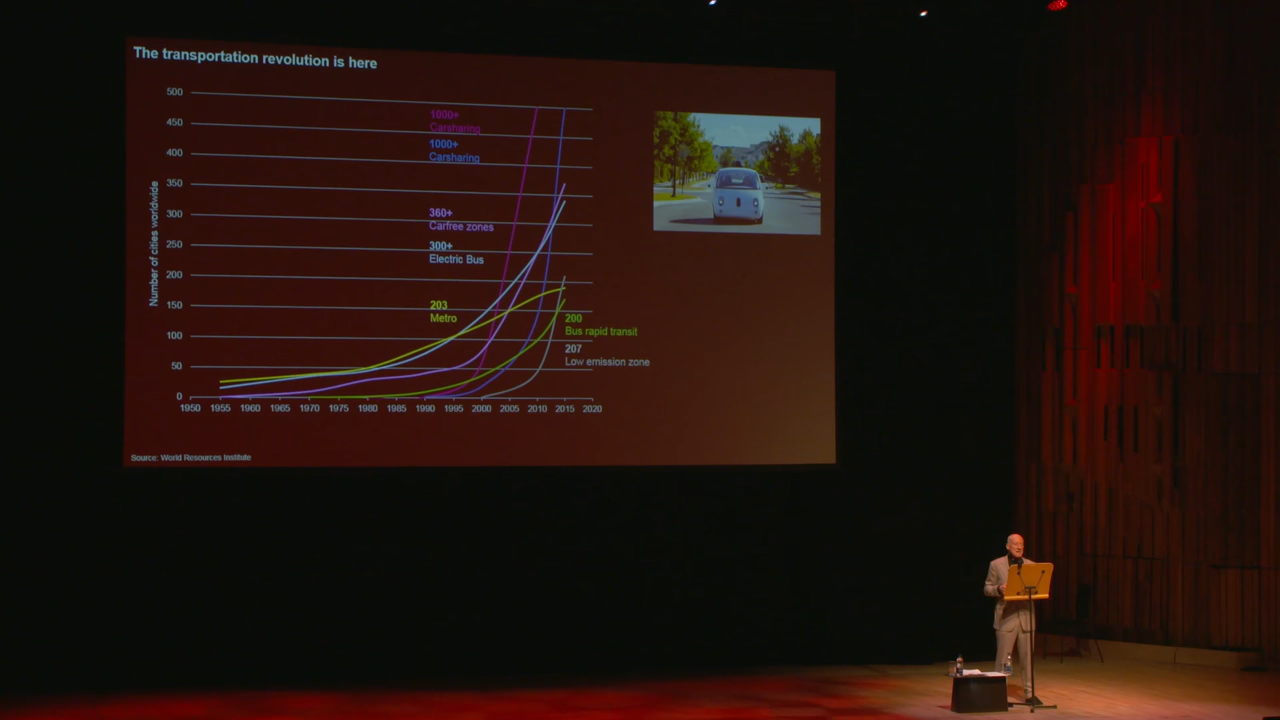 The transportation revolution is here
Number of cities worldwide
500
450
400
350
300
250
200
150
100
50
0
1950 1955 1960 1965 1970 1975 1980 1985 1990 1995 2000 2005 2010 2015 2020
1000+
Carsharing
1000+
Carsharing
360+
Carfree zones
300+
Electric Bus
203
Metro
200
Bus rapid transit
207
Low emission zone
Source: World Resources Institute